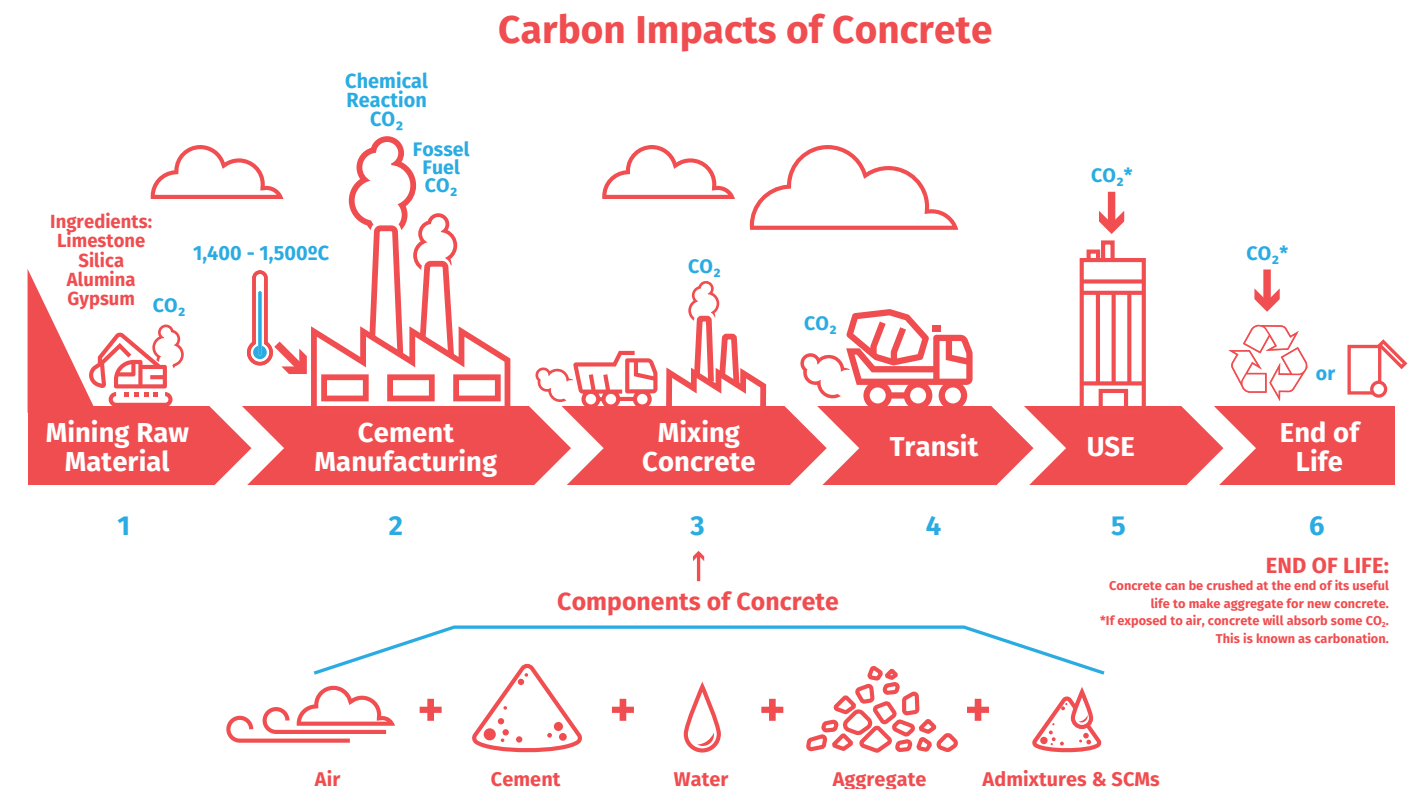 Carbon Impacts of Concrete
Chemical
Reaction
CO₂
Fossel
Fuel
CO₂
Ingredients:
Limestone
Silica
Alumina
Gypsum
CO₂
1,400 - 1,500ºC
CO₂
CO₂
CO₂*
CO₂*
or
Mining Raw
Material
Cement
Manufacturing
Mixing
Concrete
Transit
USE
End of
Life
1
2
3
4
5
6
END OF LIFE:
Concrete can be crushed at the end of its useful
life to make aggregate for new concrete.
*If exposed to air, concrete will absorb some CO₂.
This is known as carbonation.
Components of Concrete
+
+
+
+
Air
Cement
Water
Aggregate
Admixtures & SCMs